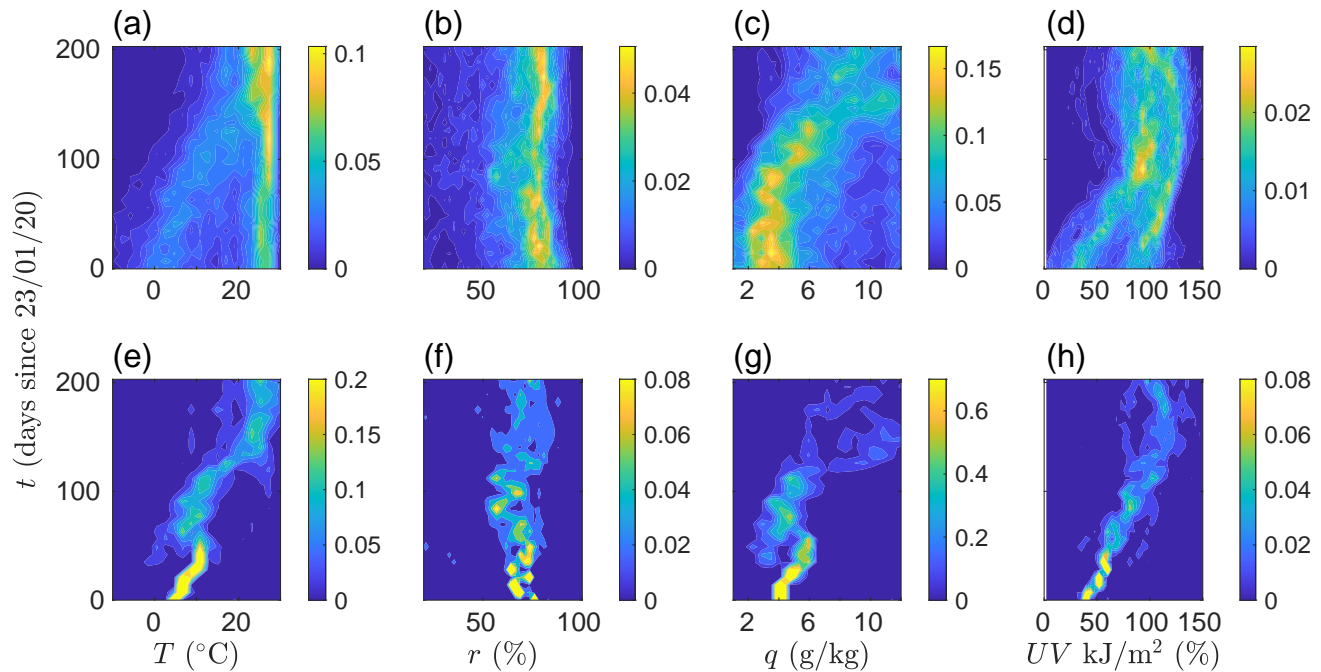 (a) (b) (c) (d)
200 100 0
0 20
0.1 0.05 0
50 100
0.04 0.02 0
2 6
0.15 0.1 0.05 0
0 50 100 150
0.02 0.01 0
t (days since 23/01/20)
(e) (f) (g) (h)
200 100 0
0 20
0.2 0.15 0.1 0.05 0
60 100
0.08 0.06 0.04 0.02 0
2 6
0.6 0.4 0.2 0
0 50 100 150
0.08 0.06 0.04 0.02 0
T (°C) r (%) q (g/kg) UV kJ/m² (%)